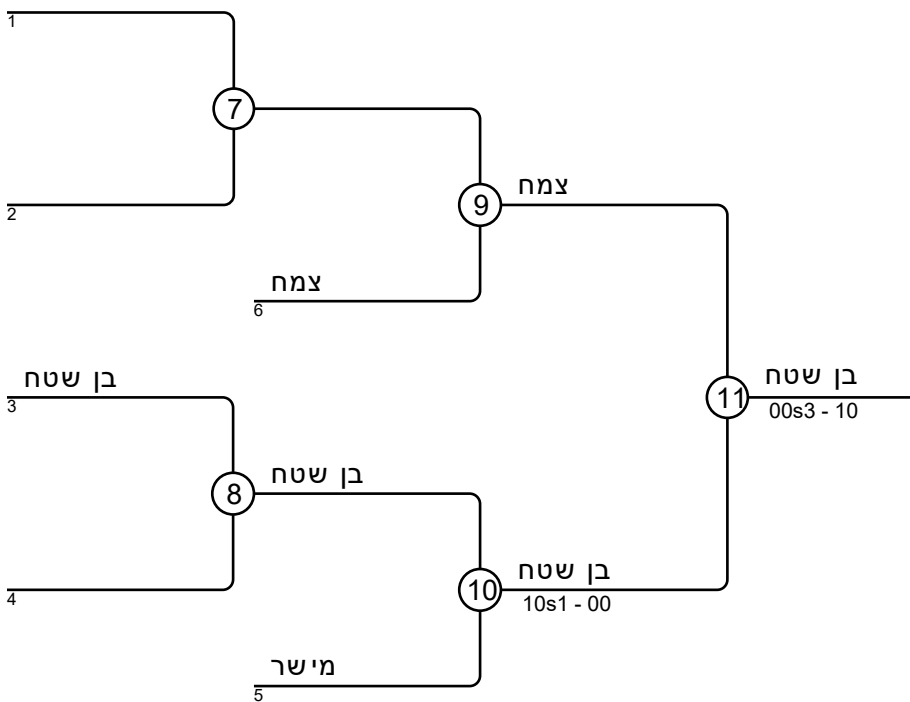 1
7
2
צמח
9
צמח
6
בן שטח
3
בן שטח
11
00s3 - 10
בן שטח
8
בן שטח
4
10
10s1 - 00
מישר
5